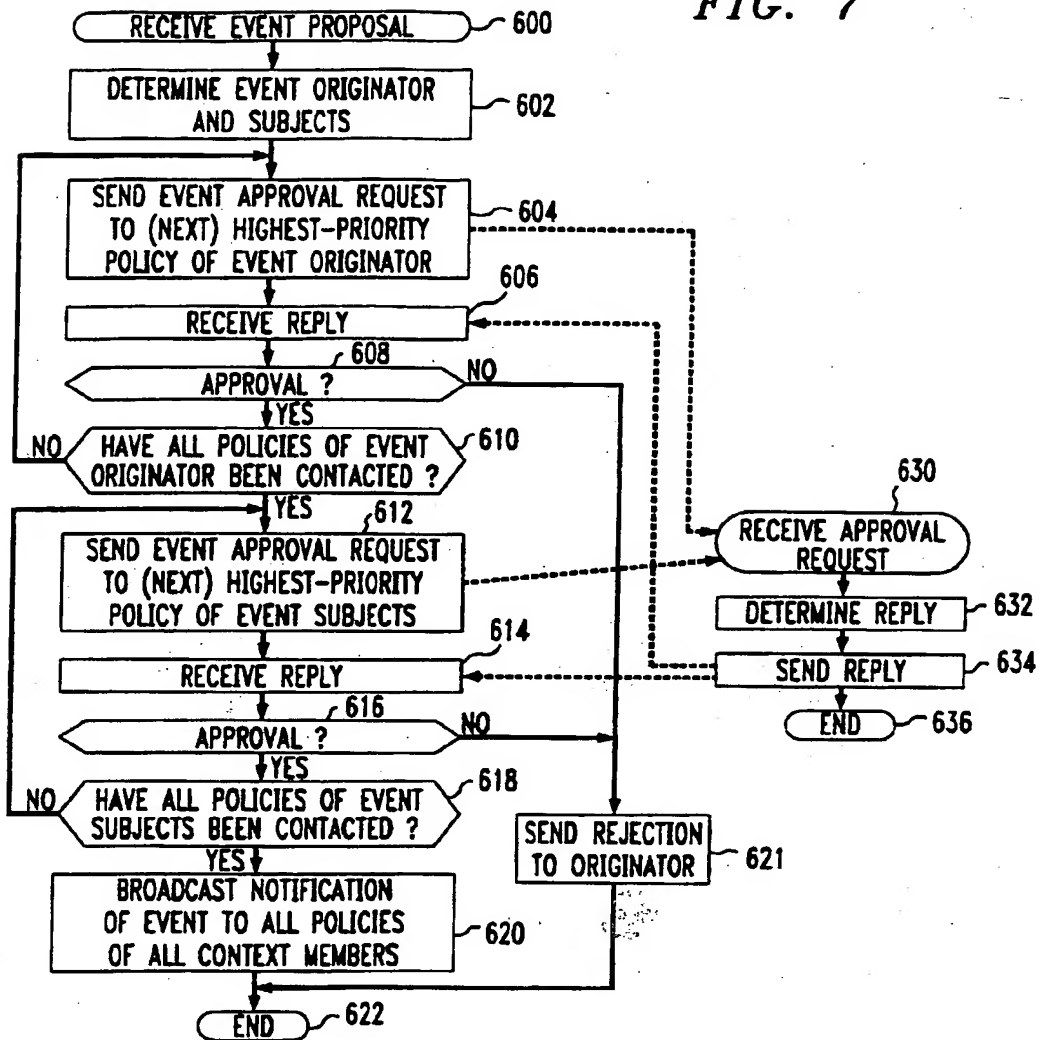 FIG. 7
RECEIVE EVENT PROPOSAL
600
DETERMINE EVENT ORIGINATOR
AND SUBJECTS
602
SEND EVENT APPROVAL REQUEST
TO (NEXT) HIGHEST-PRIORITY
POLICY OF EVENT ORIGINATOR
604
606
RECEIVE REPLY
608
APPROVAL ?
NO
YES
NO
HAVE ALL POLICIES OF EVENT
ORIGINATOR BEEN CONTACTED ?
610
YES
612
SEND EVENT APPROVAL REQUEST
TO (NEXT) HIGHEST-PRIORITY
POLICY OF EVENT SUBJECTS
614
RECEIVE REPLY
616
APPROVAL ?
NO
YES
NO
HAVE ALL POLICIES OF EVENT
SUBJECTS BEEN CONTACTED ?
618
YES
BROADCAST NOTIFICATION
OF EVENT TO ALL POLICIES
OF ALL CONTEXT MEMBERS
620
END
622
SEND REJECTION
TO ORIGINATOR
621
630
RECEIVE APPROVAL
REQUEST
DETERMINE REPLY
632
SEND REPLY
634
END
636